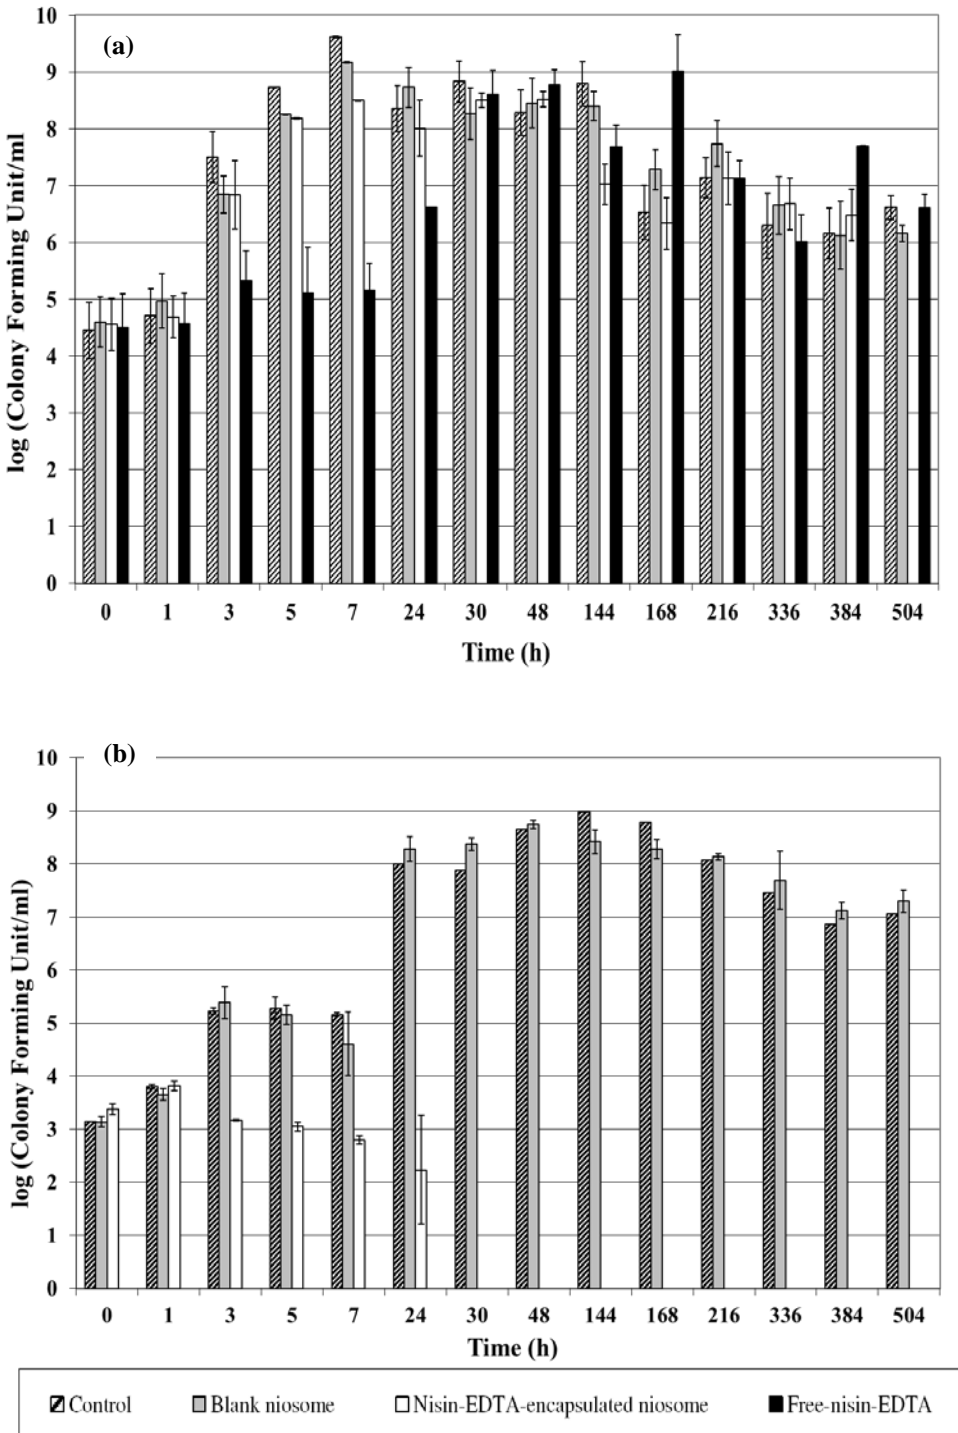 (a)
log (Colony Forming Unit/ml
10
9
8
7
6
5
4
3
2
1
0
0 1 3 5 7 24 30 48 144 168 216 336 384 504
Time (h)
(b)
log (Colony Forming Unit/ml)
10
9
8
7
6
5
4
3
2
1
0
0 1 3 5 7 24 30 48 144 168 216 336 384 504
Time (h)
Control Blank niosome Nisin-EDTA-encapsulated niosome Free-nisin-EDTA